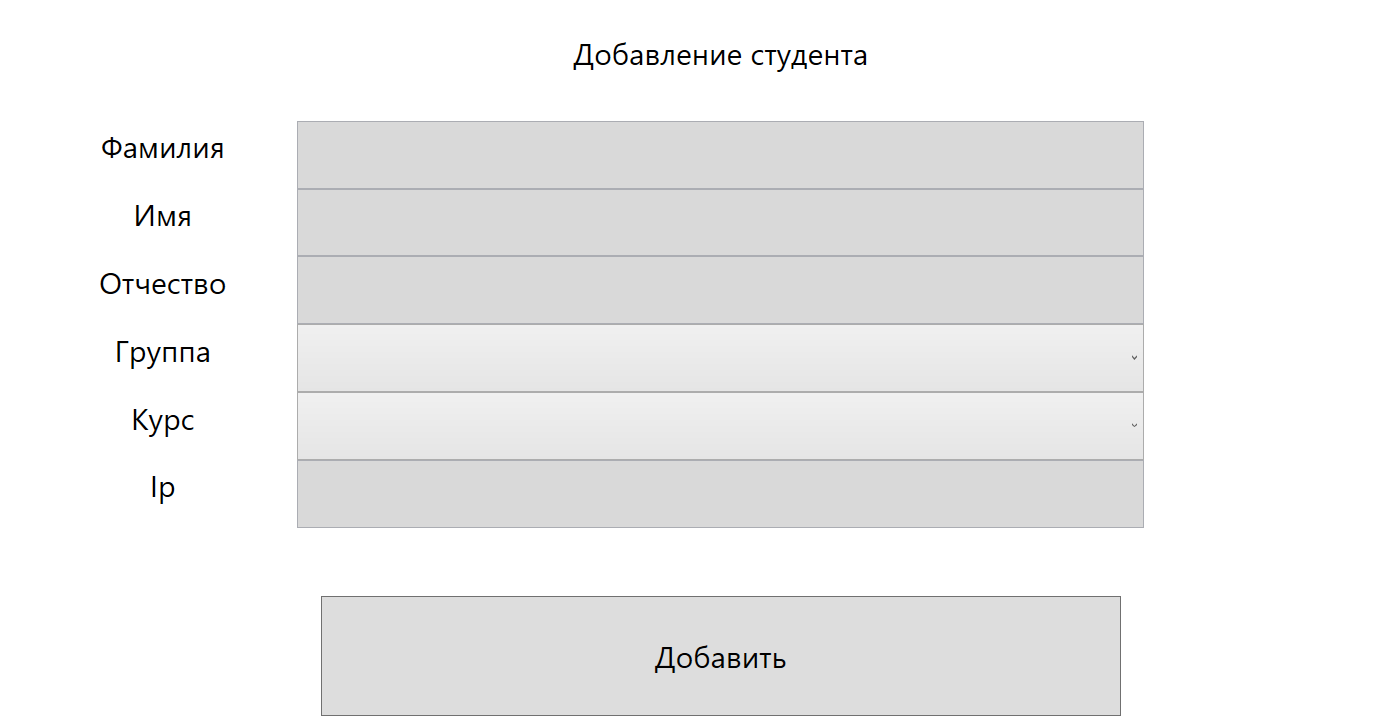 Добавление студента
Фамилия
Имя
Отчество
Группа
Курс
Ip
Добавить